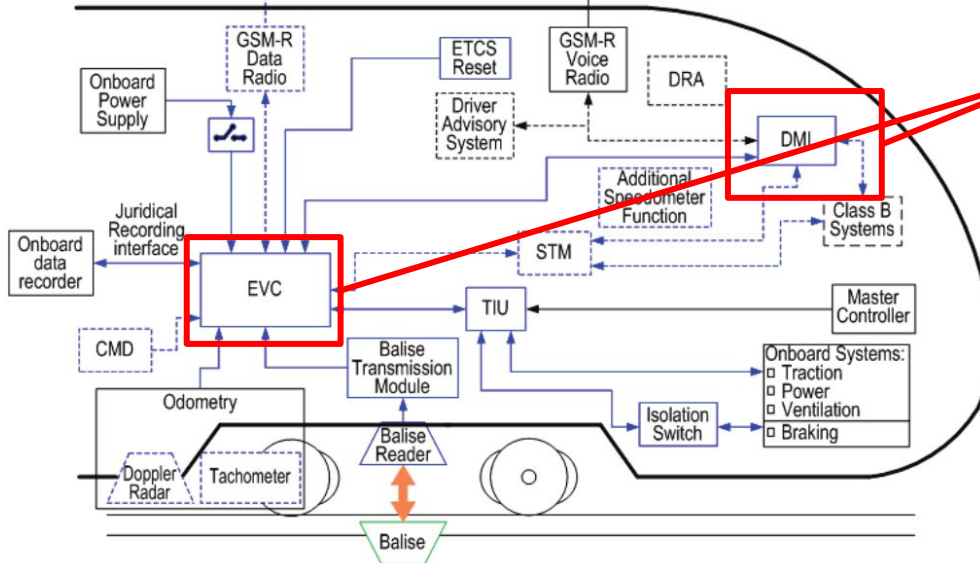 GSM-R
Data
Radio
ETCS
Reset
GSM-R
Voice
Radio
DRA
Onboard
Power
Supply
Driver
Advisory
System
DMI
Additional
Speedometer
Function
Class B
Systems
Juridical
Recording
interface
Onboard
data
recorder
EVC
STM
TIU
Master
Controller
CMD
Balise
Transmission
Module
Onboard Systems:
Traction
Power
Ventilation
Braking
Isolation
Switch
Odometry
Balise
Reader
Doppler
Radar
Tachometer
Balise